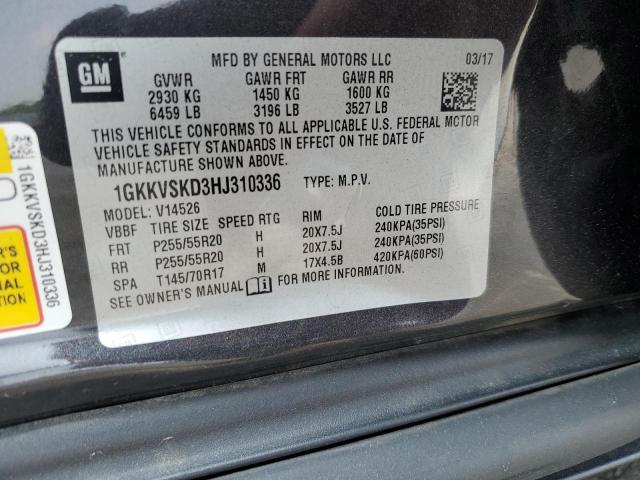 GM
MFD BY GENERAL MOTORS LLC 03/17
GVWR GAWR FRT GAWR RR
2930 KG 1450 KG 1600 KG
6459 LB 3196 LB 3527 LB
THIS VEHICLE CONFORMS TO ALL APPLICABLE U.S. FEDERAL MOTOR
VEHICLE SAFETY STANDARDS IN EFFECT ON THE DATE OF
MANUFACTURE SHOWN ABOVE.
1GKKVSKD3HJ310336 TYPE: M.P.V.
MODEL: V14526
VBBF TIRE SIZE SPEED RTG RIM COLD TIRE PRESSURE
FRT P255/55R20 H 20X7.5J 240KPA(35PSI)
RR P255/55R20 H 20X7.5J 240KPA(35PSI)
SPA T145/70R17 M 17X4.5B 420KPA(60PSI)
SEE OWNER'S MANUAL FOR MORE INFORMATION
1GKKVSKD3HJ310336